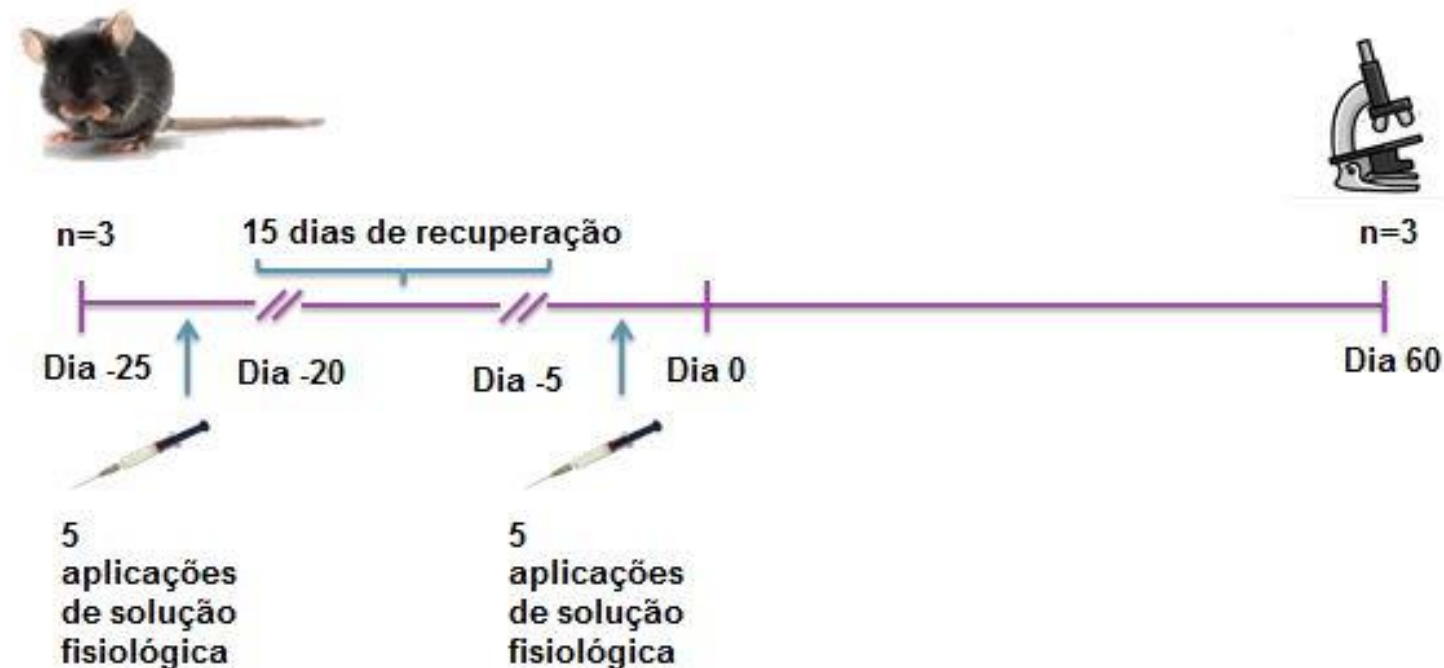 n=3
15 dias de recuperação
n=3
Dia -25
Dia -20
Dia -5
Dia 0
Dia 60
5
aplicações
de solução
fisiológica
5
aplicações
de solução
fisiológica